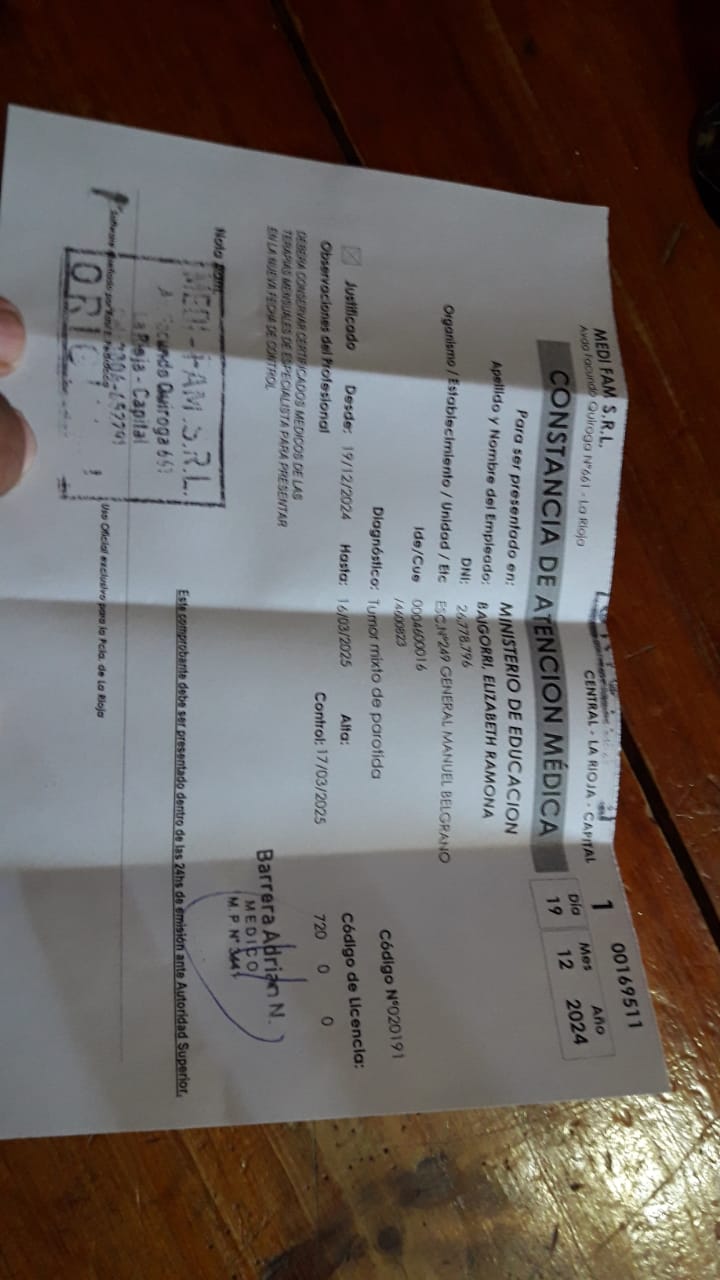 MEDI FAM S.R.L.
Avda Facundo Quiroga Nº661 - La Rioja
CENTRAL - LA RIOJA - CAPITAL
1
00169511
Día Mes Año
19 12 2024
CONSTANCIA DE ATENCION MÉDICA
Para ser presentado en: MINISTERIO DE EDUCACION
Apellido y Nombre del Empleado: BAIGORRI, ELIZABETH RAMONA
DNI: 26.778.796
Organismo / Establecimiento / Unidad / Etc ESC.Nº249 GENERAL MANUEL BELGRANO
Ide/Cue 0004600016
/4600823
Código Nº020191
Diagnóstico: Tumor mixto de parotida
Código de Licencia:
Justificado Desde: 19/12/2024 Hasta: 16/03/2025 Alta:
720 0 0
Control: 17/03/2025
Observaciones del Profesional
DEBERA CONSERVAR CERTIFICADOS MEDICOS DE LAS
TERAPIAS MENSUALES DE ESPECIALISTA PARA PRESENTAR
EN LA NUEVA FECHA DE CONTROL
Barrera Adrian N.
MEDICO
M.P Nº
Nota
MEDI-FAM.S.R.L.
Quiroga 661
La Rioja - Capital
Este comprobante debe ser presentado dentro de las 24hs de emisión ante Autoridad Superior.
Uso Oficial exclusivo para la Pcia. de La Rioja